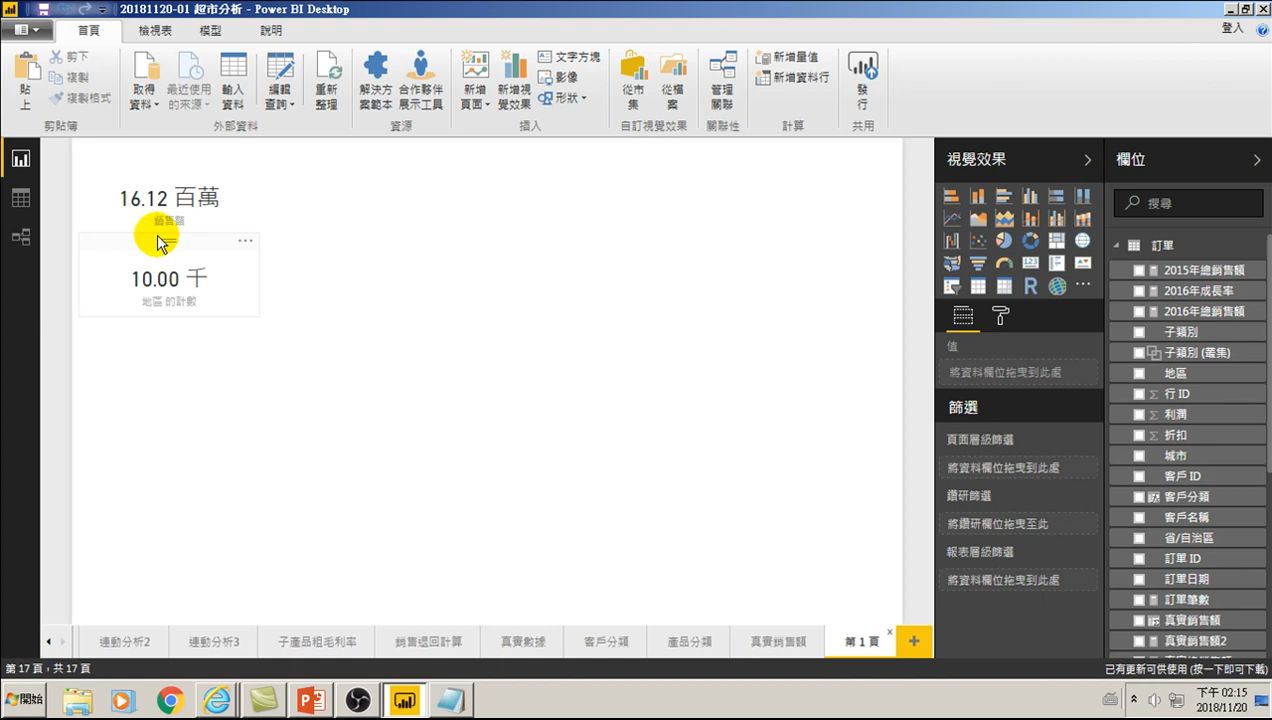 20181120-01 超市分析 - Power BI Desktop
首頁
檢視表
模型
說明
登入
貼上
剪下
複製
複製格式
剪貼簿
取得資料
最近使用的來源
輸入資料
編輯查詢
重新整理
外部資料
解決方案範本
合作夥伴展示工具
資源
新增頁面
新增視覺效果
文字方塊
影像
形狀
插入
從市集
從檔案
自訂視覺效果
管理關聯
關聯性
新增量值
新增資料行
計算
發行
共用
16.12 百萬
銷售額
10.00 千
地區 的計數
視覺效果
R
值
將資料欄位拖曳到此處
篩選
頁面層級篩選
將資料欄位拖曳到此處
鑽研篩選
將鑽研欄位拖曳至此
報表層級篩選
將資料欄位拖曳到此處
欄位
搜尋
訂單
2015年總銷售額
2016年成長率
2016年總銷售額
子類別
子類別 (叢集)
地區
行 ID
利潤
折扣
城市
客戶 ID
客戶分類
客戶名稱
省/自治區
訂單 ID
訂單日期
訂單筆數
真實銷售額
真實銷售額2
連動分析2
連動分析3
子產品粗毛利率
銷售退回計算
真實數據
客戶分類
產品分類
真實銷售額
第 1 頁
第 17 頁，共 17 頁
已有更新可供使用 (按一下即可下載)
開始
下午 02:15
2018/11/20